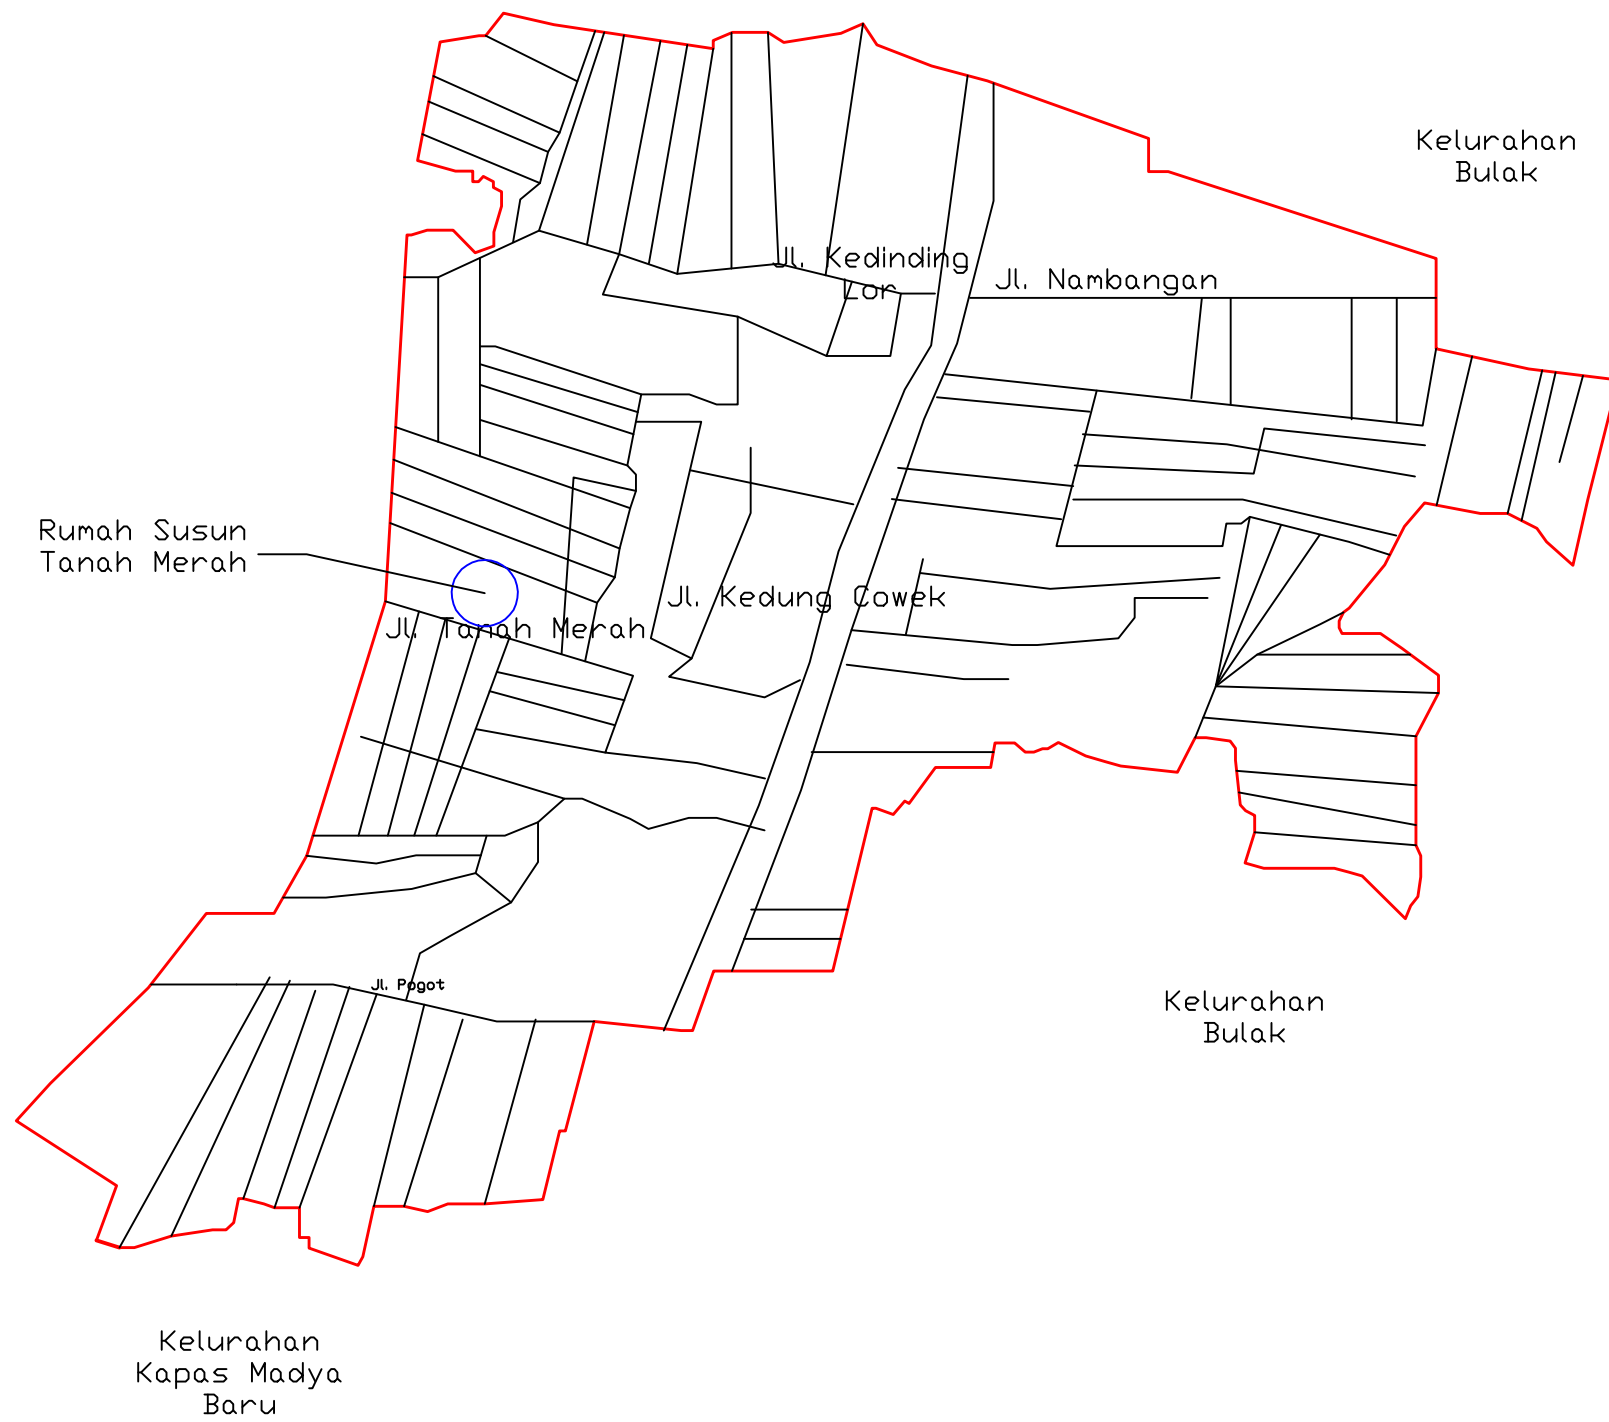 Kelurahan
Bulak
Jl. Kedinding
Lor
Jl. Nambangan
Rumah Susun
Tanah Merah
Jl. Kedung Cowek
Jl. Tanah Merah
Jl. Pogot
Kelurahan
Bulak
Kelurahan
Kapas Madya
Baru